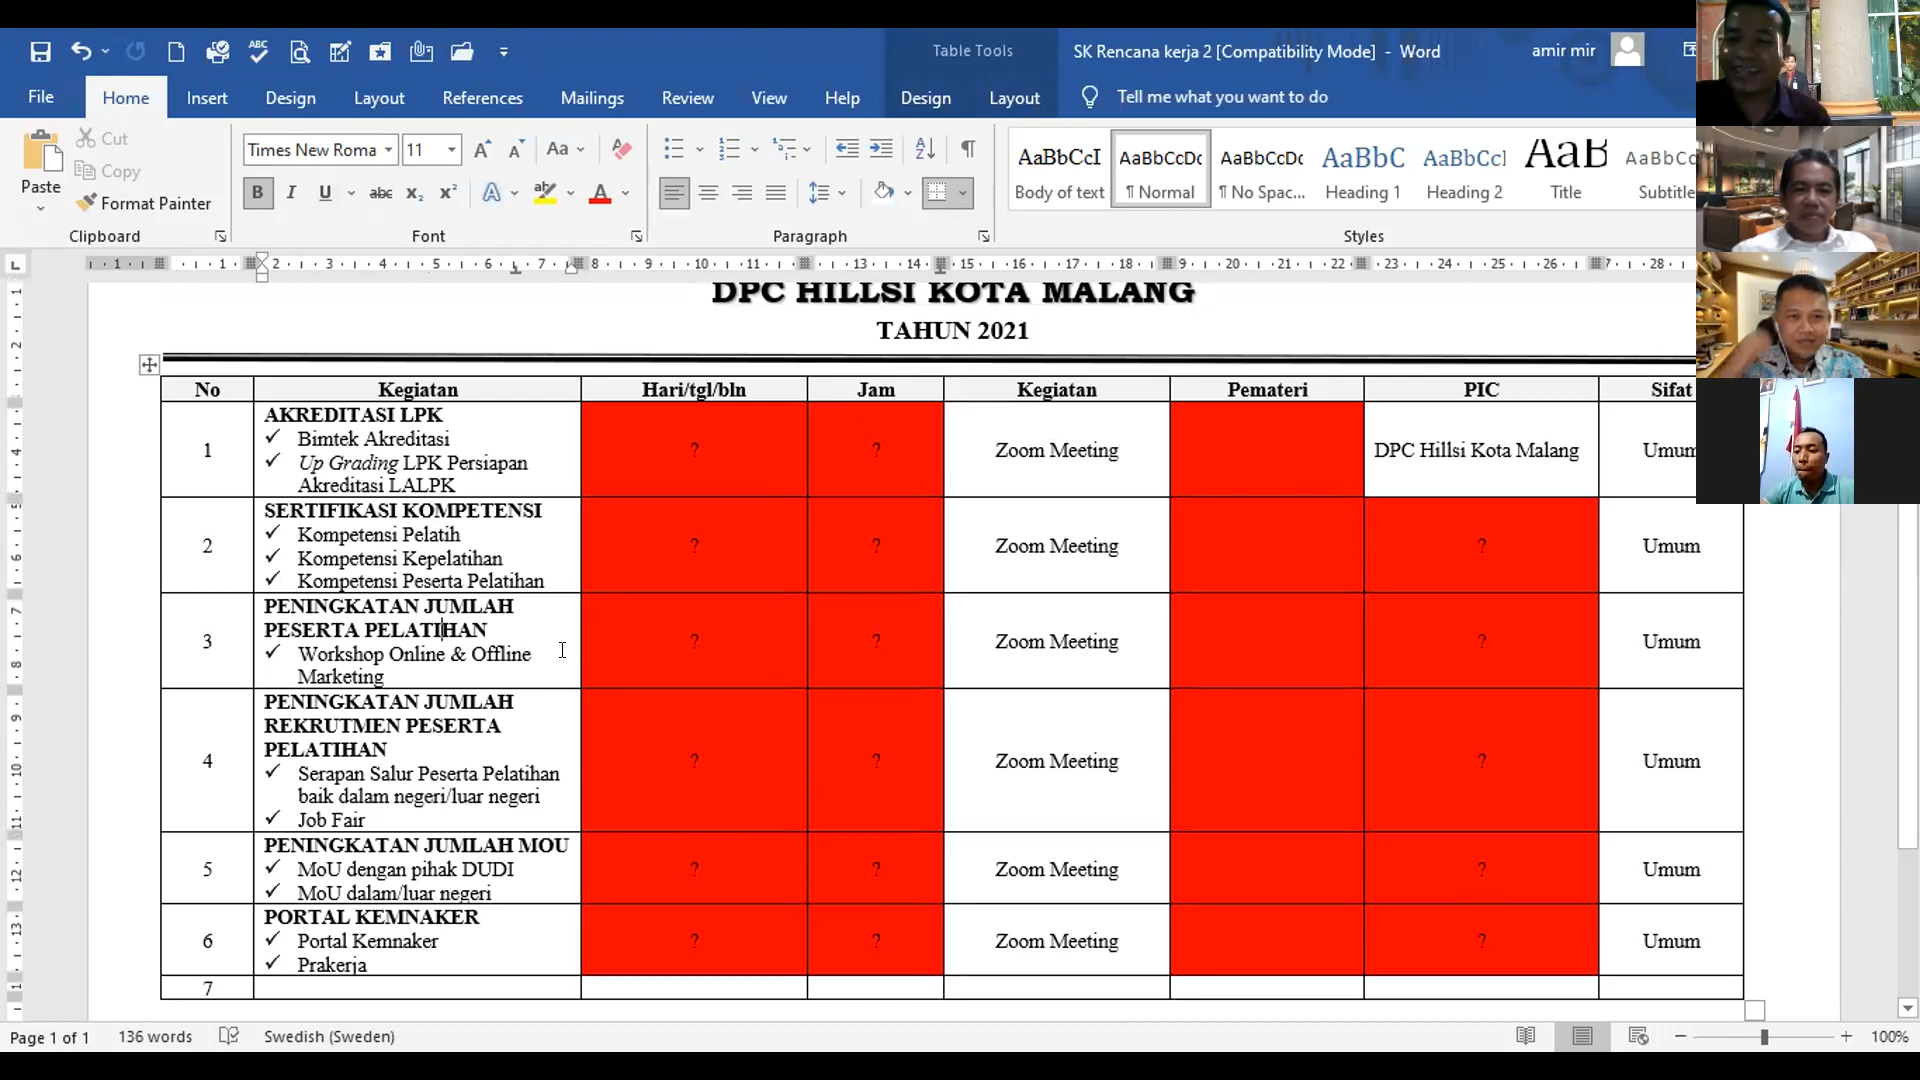 Table Tools
SK Rencana kerja 2 [Compatibility Mode] - Word
amir mir
File
Home
Insert
Design
Layout
References
Mailings
Review
View
Help
Design
Layout
Tell me what you want to do
Paste
Cut
Copy
Format Painter
Clipboard
Times New Roma
11
Font
Paragraph
AaBbCcI
Body of text
AaBbCcDc
¶ Normal
AaBbCcDc
¶ No Spac...
AaBbC
Heading 1
AaBbCcI
Heading 2
AaB
Title
AaBbCcD
Subtitle
Styles
DPC HILLSI KOTA MALANG
TAHUN 2021
No Kegiatan Hari/tgl/bln Jam Kegiatan Pemateri PIC Sifat
1
AKREDITASI LPK
✓ Bimtek Akreditasi
✓ Up Grading LPK Persiapan
Akreditasi LALPK
? ? Zoom Meeting DPC Hillsi Kota Malang Umum
2
SERTIFIKASI KOMPETENSI
✓ Kompetensi Pelatih
✓ Kompetensi Kepelatihan
✓ Kompetensi Peserta Pelatihan
? ? Zoom Meeting ? Umum
3
PENINGKATAN JUMLAH
PESERTA PELATIHAN
✓ Workshop Online & Offline
Marketing
? ? Zoom Meeting ? Umum
4
PENINGKATAN JUMLAH
REKRUTMEN PESERTA
PELATIHAN
✓ Serapan Salur Peserta Pelatihan
baik dalam negeri/luar negeri
✓ Job Fair
? ? Zoom Meeting ? Umum
5
PENINGKATAN JUMLAH MOU
✓ MoU dengan pihak DUDI
✓ MoU dalam/luar negeri
? ? Zoom Meeting ? Umum
6
PORTAL KEMNAKER
✓ Portal Kemnaker
✓ Prakerja
? ? Zoom Meeting ? Umum
7
Page 1 of 1
136 words
Swedish (Sweden)
100%